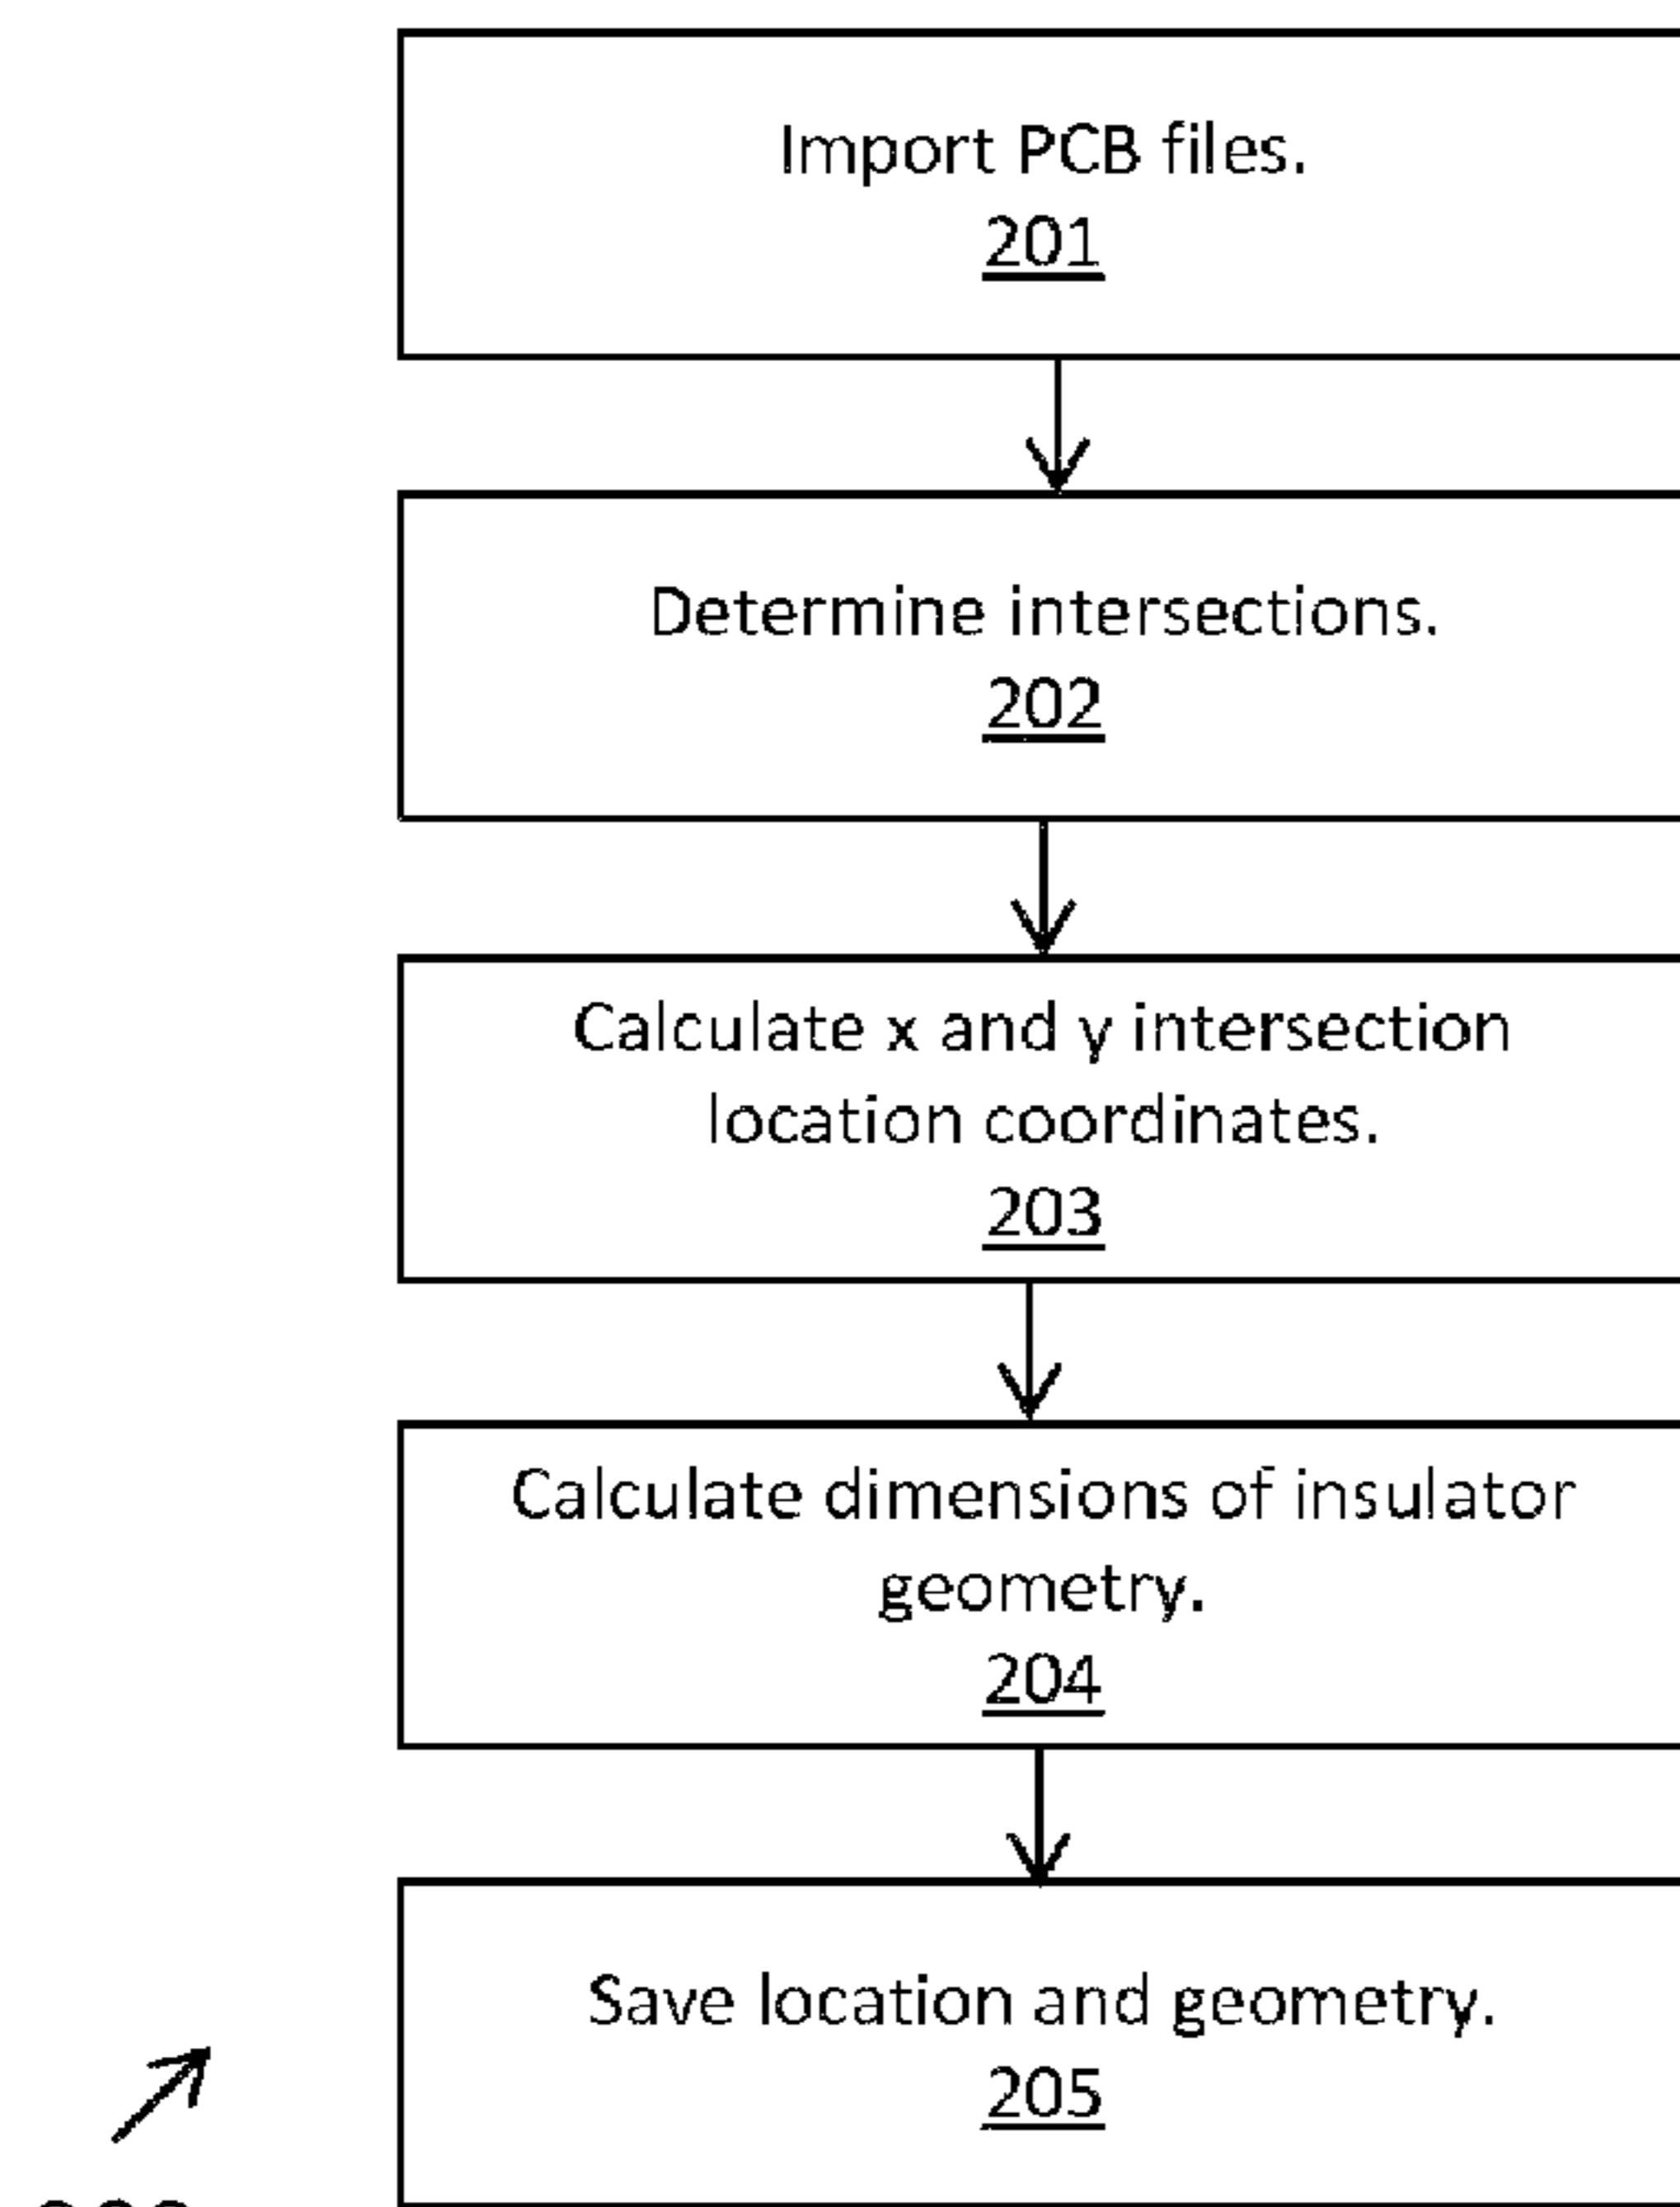 Import PCB files.
201
Determine intersections.
202
Calculate x and y intersection
location coordinates.
203
Calculate dimensions of insulator
geometry.
204
Save location and geometry.
205